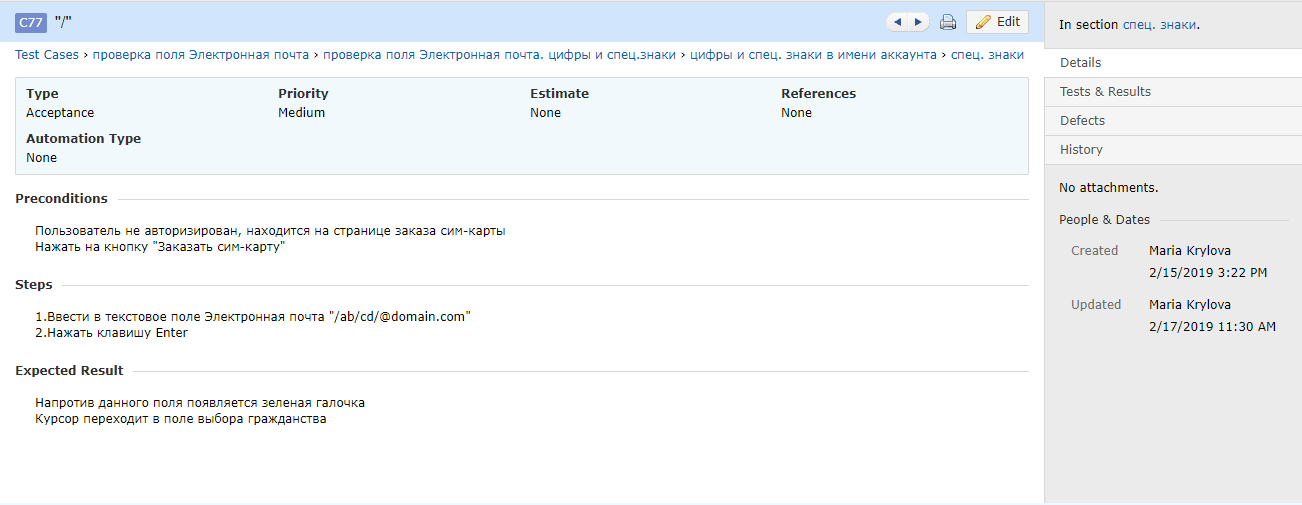 C77 "/"
Edit
Test Cases › проверка поля Электронная почта › проверка поля Электронная почта. цифры и спец.знаки › цифры и спец. знаки в имени аккаунта › спец. знаки
Type Priority Estimate References
Acceptance Medium None None
Automation Type
None
Preconditions
Пользователь не авторизирован, находится на странице заказа сим-карты
Нажать на кнопку "Заказать сим-карту"
Steps
1.Ввести в текстовое поле Электронная почта "/ab/cd/@domain.com"
2.Нажать клавишу Enter
Expected Result
Напротив данного поля появляется зеленая галочка
Курсор переходит в поле выбора гражданства
In section спец. знаки.
Details
Tests & Results
Defects
History
No attachments.
People & Dates
Created Maria Krylova
2/15/2019 3:22 PM
Updated Maria Krylova
2/17/2019 11:30 AM